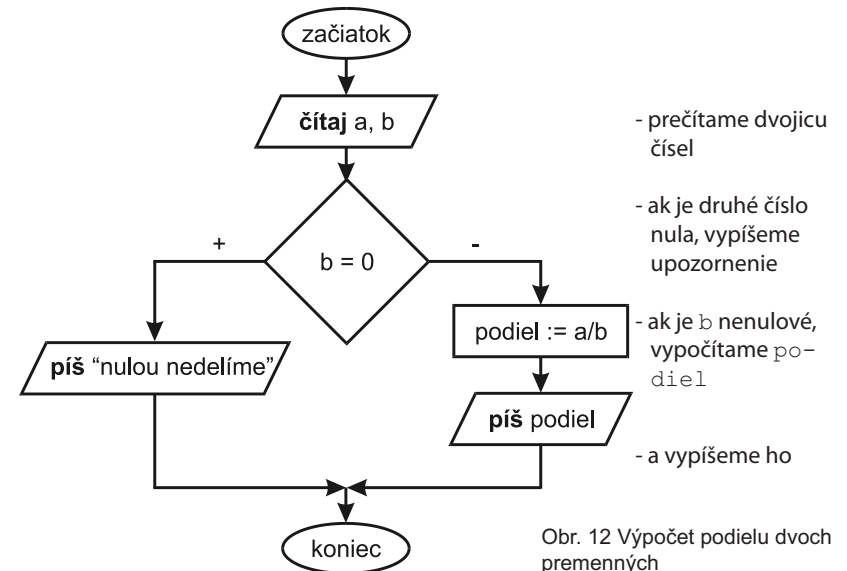 začiatok
čítaj a, b
- prečítame dvojicu
čísel
b = 0
+
-
- ak je druhé číslo
nula, vypíšeme
upozornenie
píš “nulou nedelíme”
podiel := a/b
- ak je b nenulové,
vypočítame po-
diel
píš podiel
- a vypíšeme ho
koniec
Obr. 12 Výpočet podielu dvoch
premenných